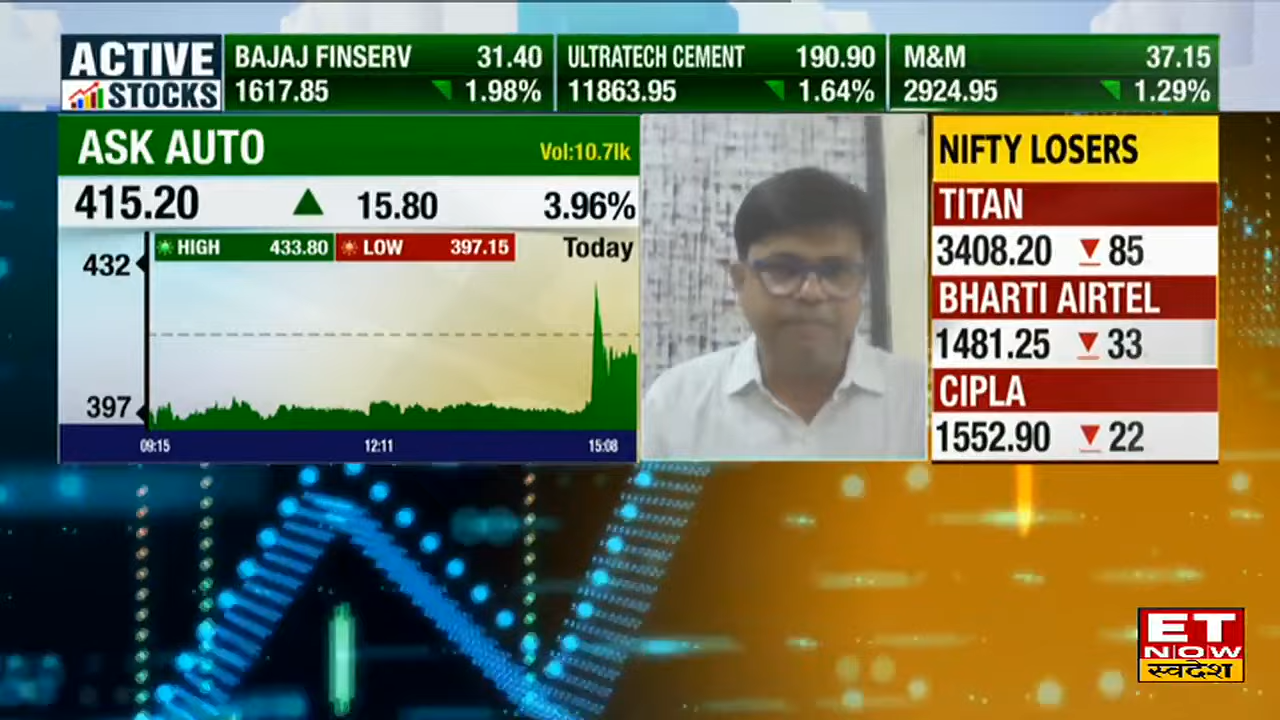 ACTIVE
STOCKS
BAJAJ FINSERV 31.40
1617.85 1.98%
ULTRATECH CEMENT 190.90
11863.95 1.64%
M&M 37.15
2924.95 1.29%
ASK AUTO Vol:10.7lk
415.20 ▲ 15.80 3.96%
HIGH 433.80 LOW 397.15 Today
432
397
09:15 12:11 15:08
NIFTY LOSERS
TITAN
3408.20 ▼ 85
BHARTI AIRTEL
1481.25 ▼ 33
CIPLA
1552.90 ▼ 22
ET
NOW
स्वदेश